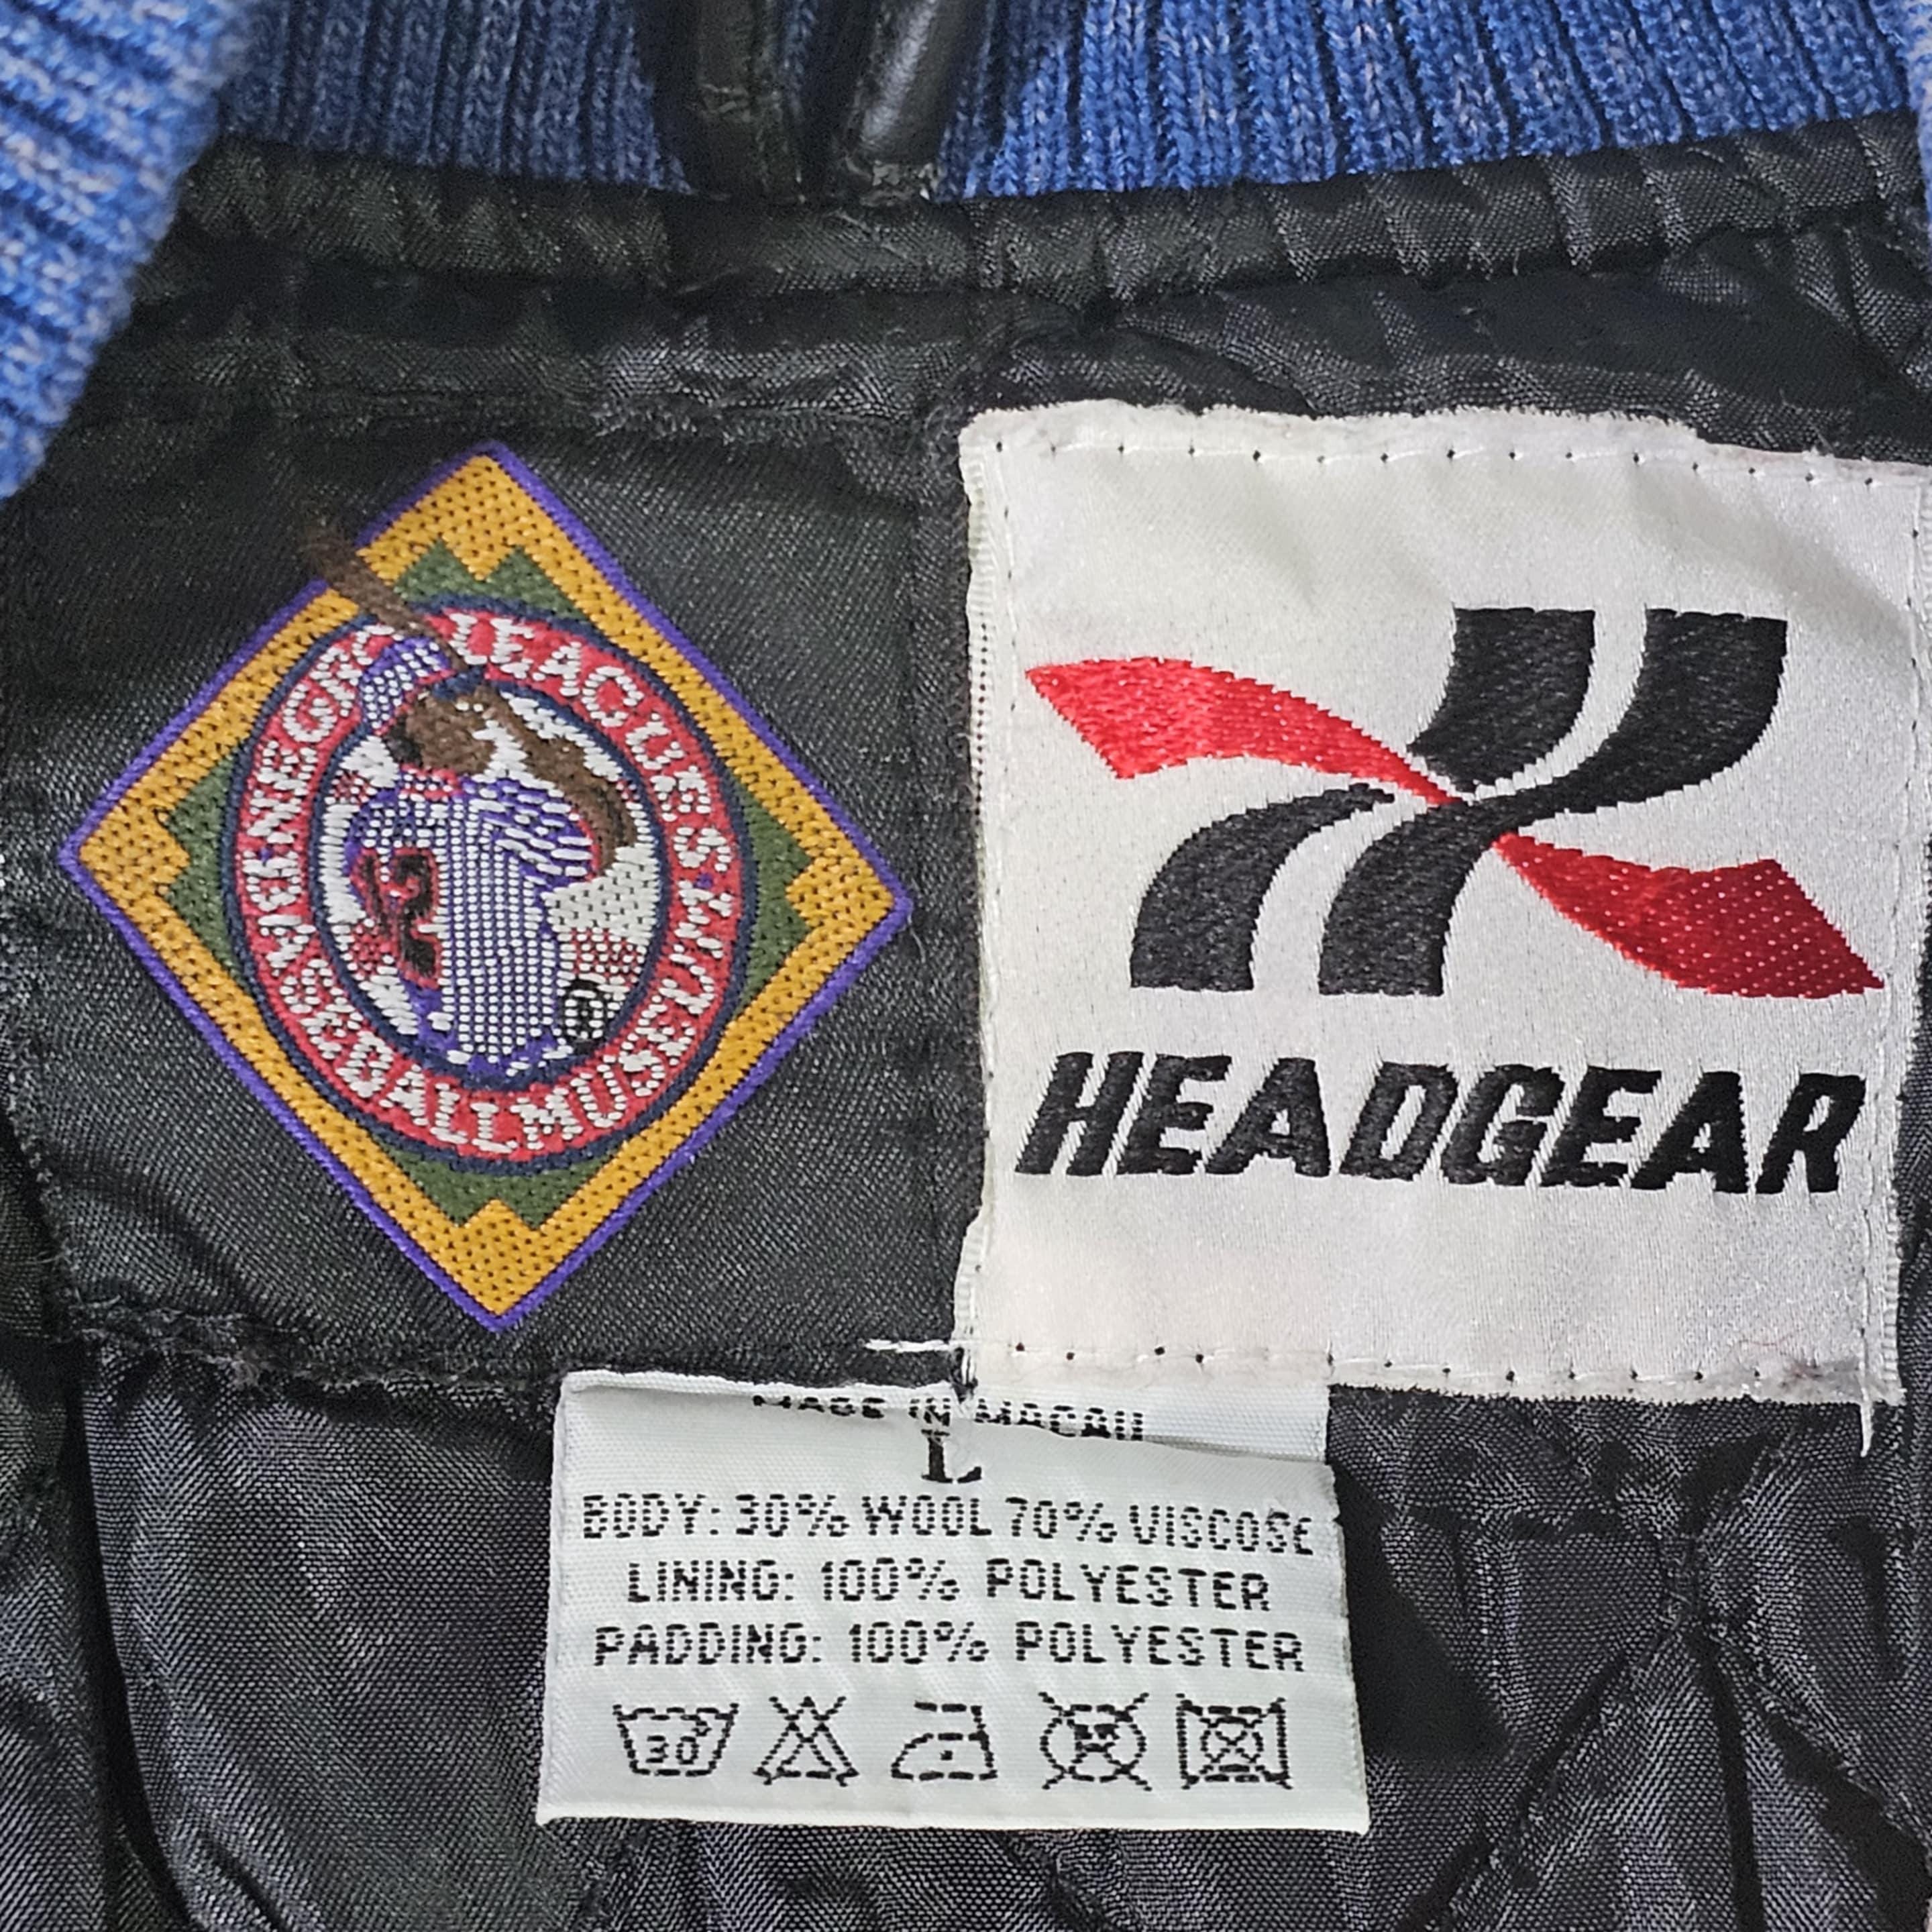 NEGRO LEAGUES
BASEBALL MUSEUM
®
HEADGEAR
MADE IN MACAU
L
BODY: 30% WOOL 70% VISCOSE
LINING: 100% POLYESTER
PADDING: 100% POLYESTER
30